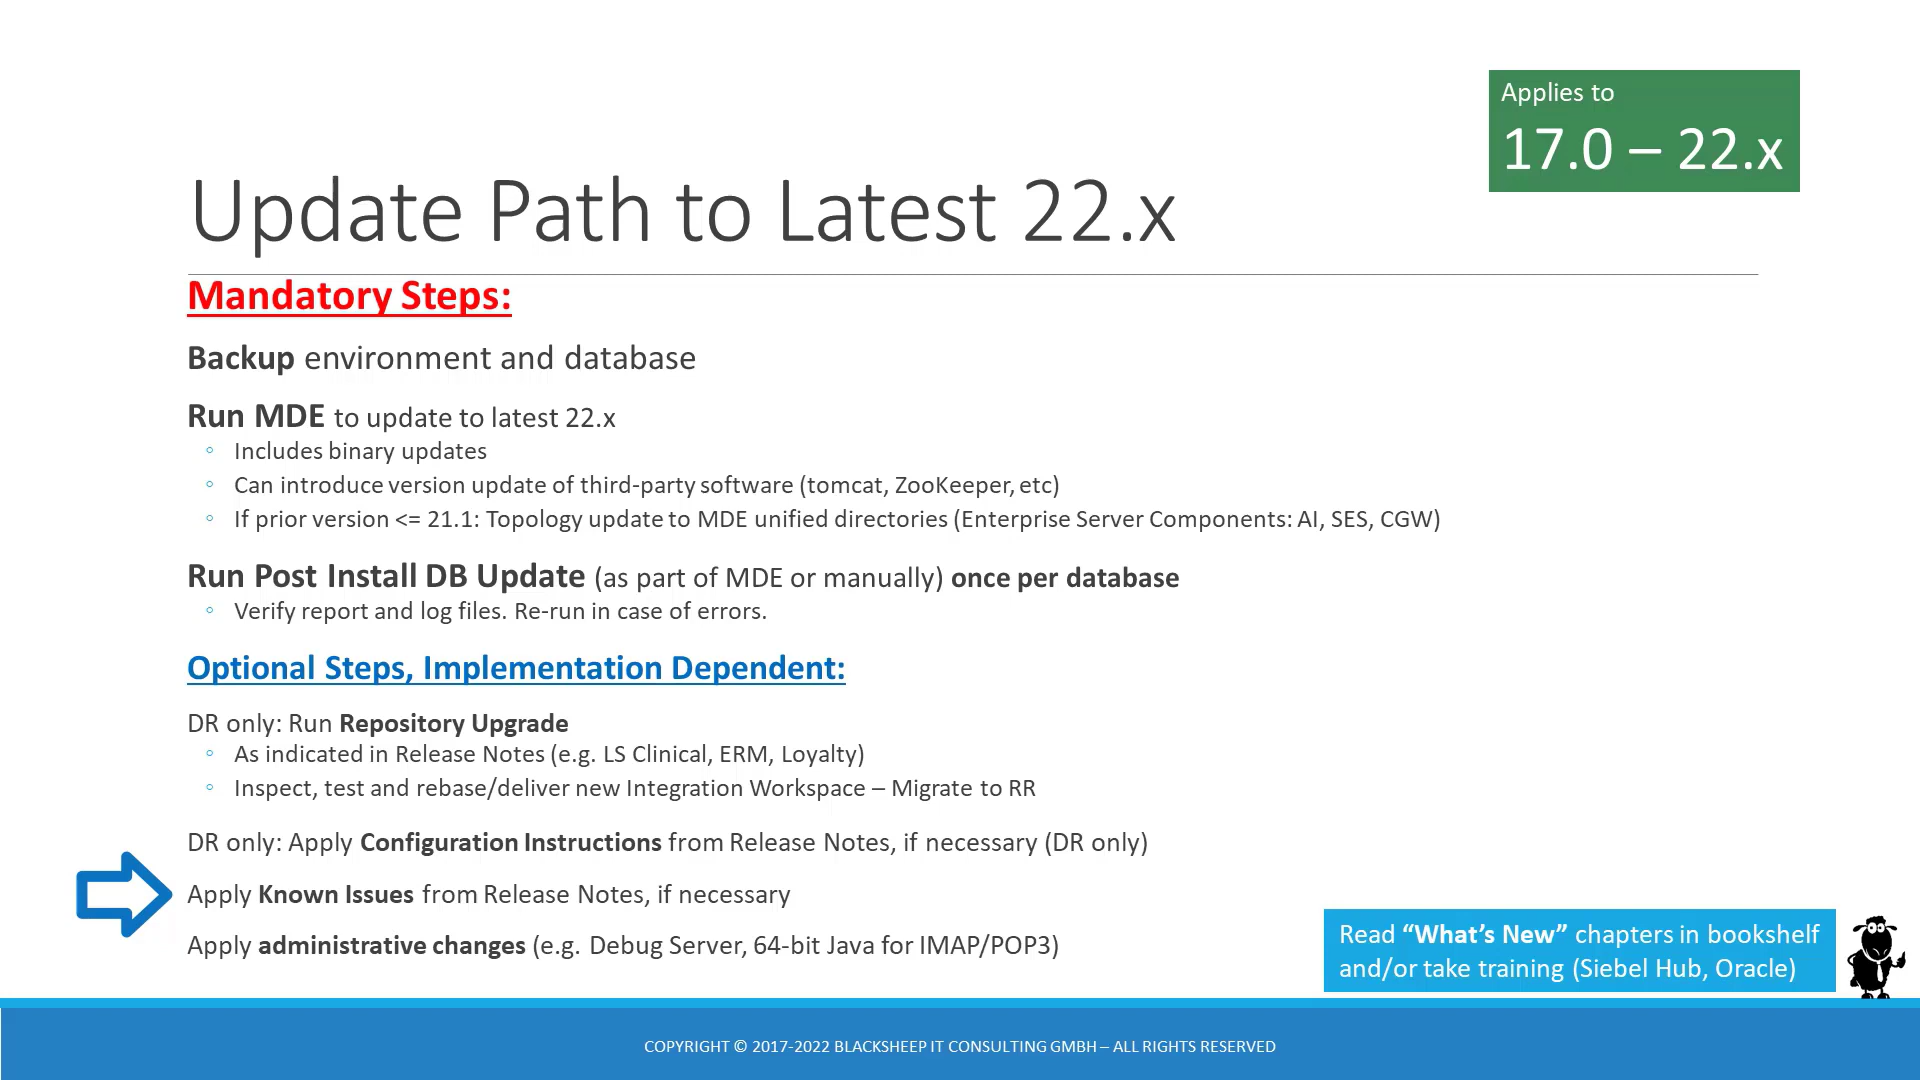 Applies to
17.0 – 22.x
Update Path to Latest 22.x
Mandatory Steps:
Backup environment and database
Run MDE to update to latest 22.x
◦ Includes binary updates
◦ Can introduce version update of third-party software (tomcat, ZooKeeper, etc)
◦ If prior version <= 21.1: Topology update to MDE unified directories (Enterprise Server Components: AI, SES, CGW)
Run Post Install DB Update (as part of MDE or manually) once per database
◦ Verify report and log files. Re-run in case of errors.
Optional Steps, Implementation Dependent:
DR only: Run Repository Upgrade
◦ As indicated in Release Notes (e.g. LS Clinical, ERM, Loyalty)
◦ Inspect, test and rebase/deliver new Integration Workspace – Migrate to RR
DR only: Apply Configuration Instructions from Release Notes, if necessary (DR only)
Apply Known Issues from Release Notes, if necessary
Apply administrative changes (e.g. Debug Server, 64-bit Java for IMAP/POP3)
Read “What’s New” chapters in bookshelf
and/or take training (Siebel Hub, Oracle)
COPYRIGHT © 2017-2022 BLACKSHEEP IT CONSULTING GMBH – ALL RIGHTS RESERVED